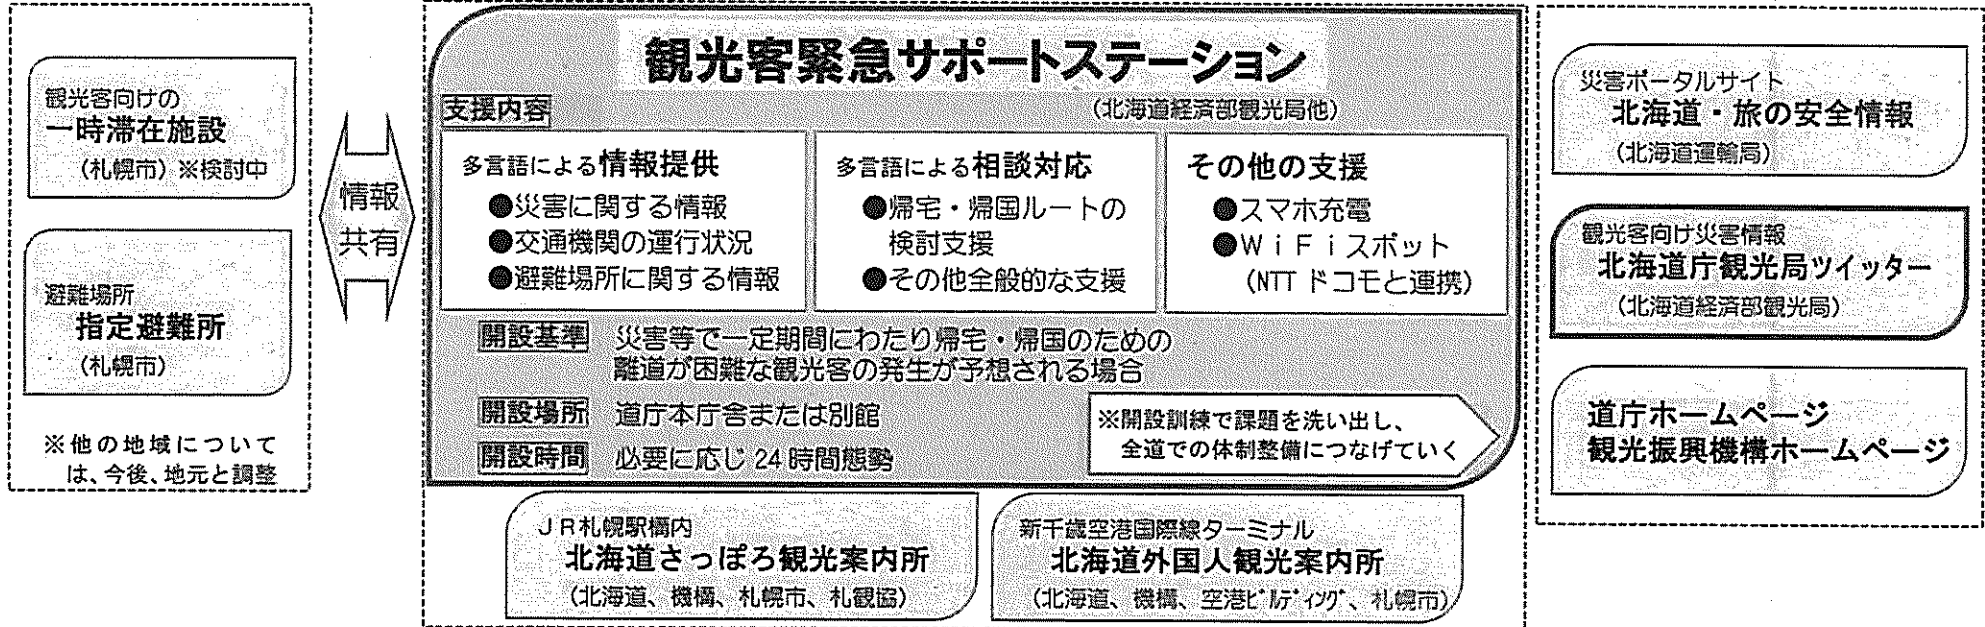 観光客向けの
一時滞在施設
(札幌市)※検討中
避難場所
指定避難所
(札幌市)
※他の地域について
は、今後、地元と調整
情報
共有
観光客緊急サポートステーション
支援内容
(北海道経済部観光局他)
多言語による情報提供
●災害に関する情報
●交通機関の運行状況
●避難場所に関する情報
多言語による相談対応
●帰宅・帰国ルートの
検討支援
●その他全般的な支援
その他の支援
●スマホ充電
●WiFiスポット
(NTTドコモと連携)
開設基準 災害等で一定期間にわたり帰宅・帰国のための
離道が困難な観光客の発生が予想される場合
開設場所 道庁本庁舎または別館
開設時間 必要に応じ24時間態勢
※開設訓練で課題を洗い出し、
全道での体制整備につなげていく
JR札幌駅構内
北海道さっぽろ観光案内所
(北海道、機構、札幌市、札観協)
新千歳空港国際線ターミナル
北海道外国人観光案内所
(北海道、機構、空港ビルディング、札幌市)
災害ポータルサイト
北海道・旅の安全情報
(北海道運輸局)
観光客向け災害情報
北海道庁観光局ツイッター
(北海道経済部観光局)
道庁ホームページ
観光振興機構ホームページ